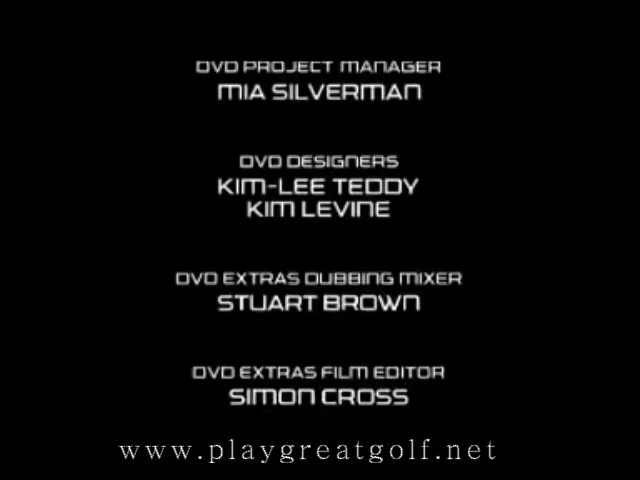 DVD PROJECT MANAGER
MIA SILVERMAN
DVD DESIGNERS
KIM-LEE TEDDY
KIM LEVINE
DVD EXTRAS DUBBING MIXER
STUART BROWN
DVD EXTRAS FILM EDITOR
SIMON CROSS
www.playgreatgolf.net